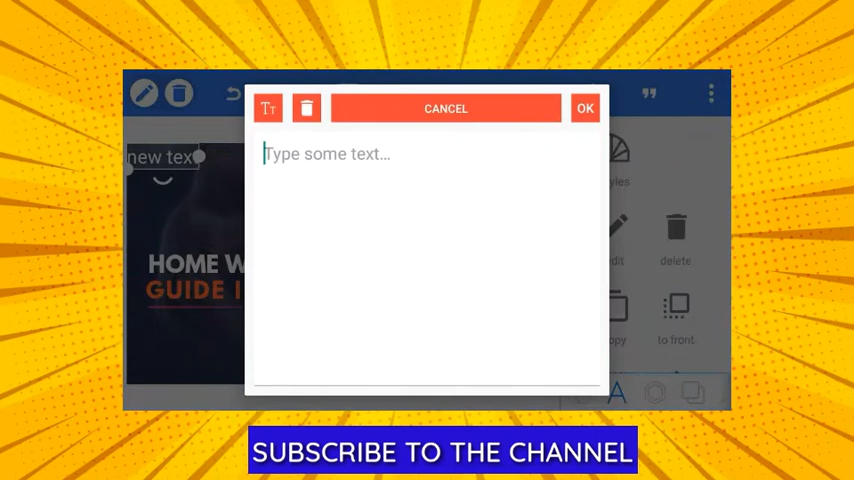 Tт CANCEL OK
new tex
Type some text...
yles
HOME W
GUIDE I
dit delete
opy to front
A
SUBSCRIBE TO THE CHANNEL